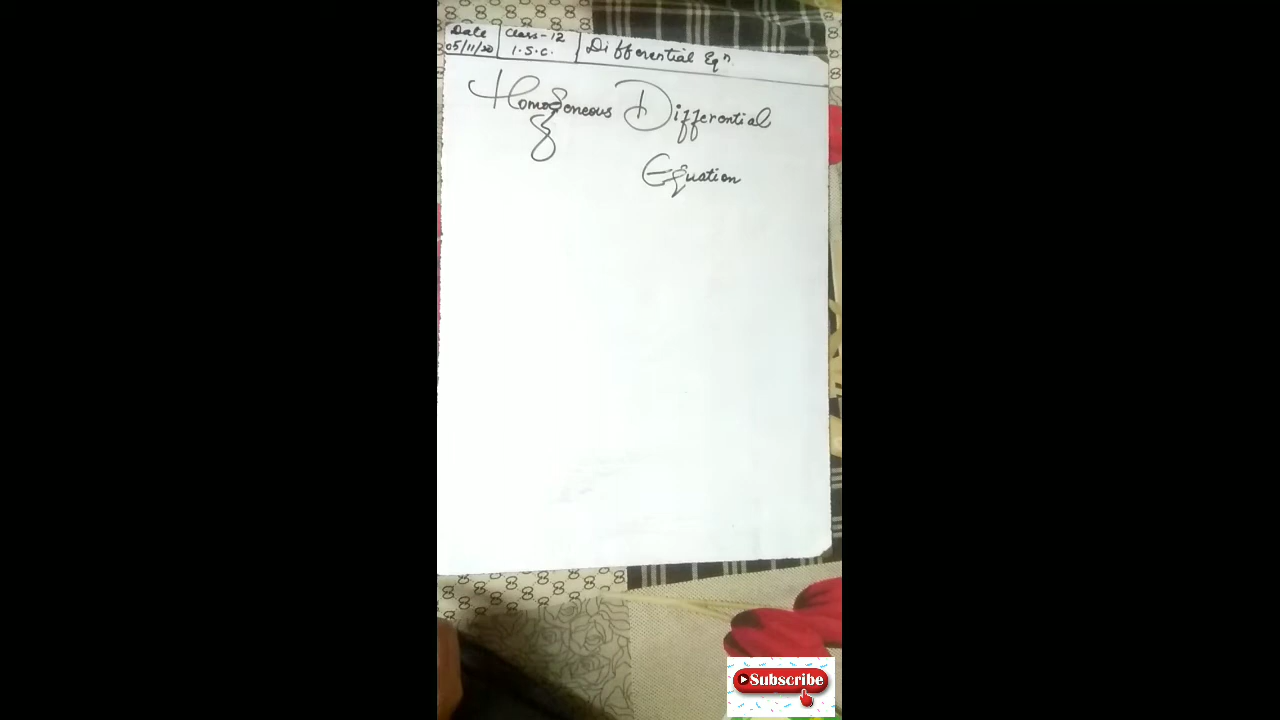 Date
05/11/20
Class-12
I.S.C.
Differential Eqⁿ.
Homogeneous Differential
Equation
Subscribe